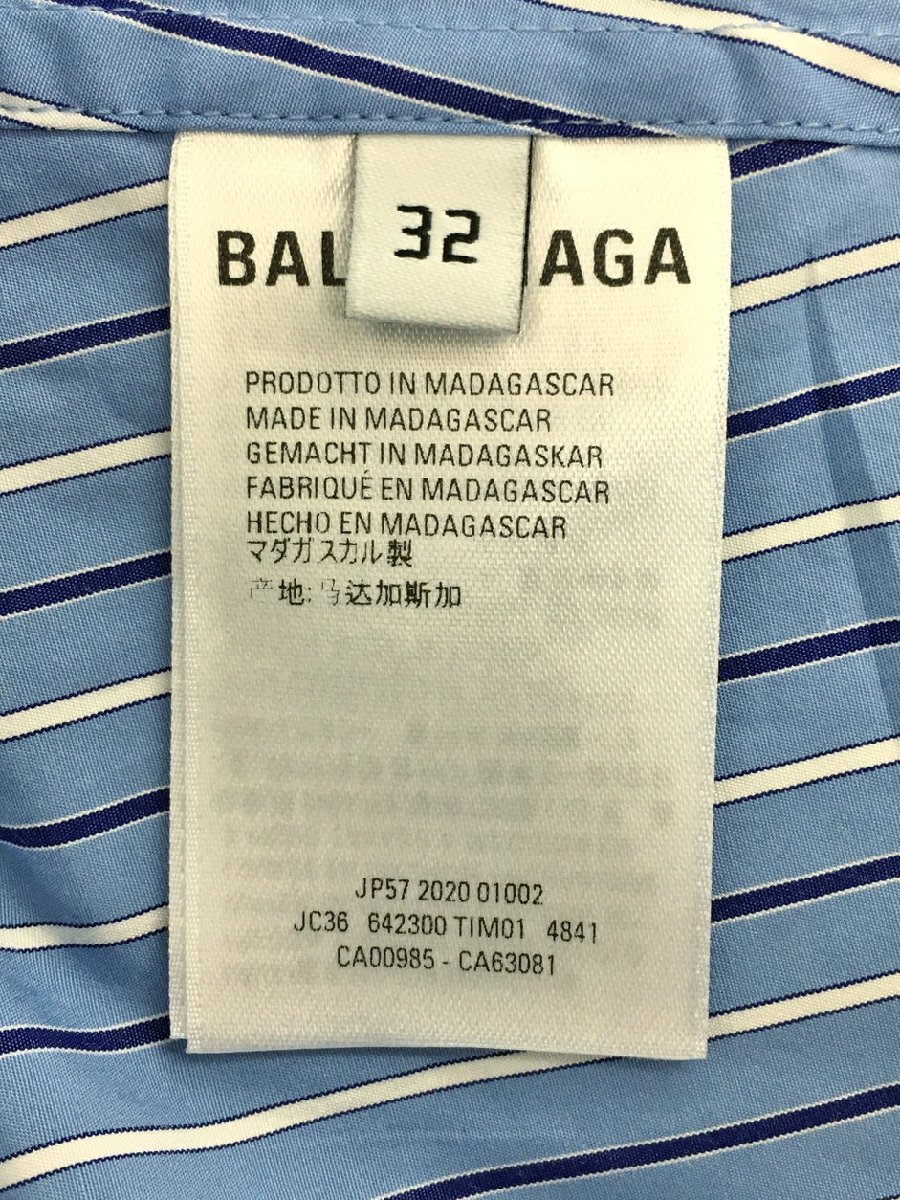 32
BAL AGA
PRODOTTO IN MADAGASCAR
MADE IN MADAGASCAR
GEMACHT IN MADAGASKAR
FABRIQUÉ EN MADAGASCAR
HECHO EN MADAGASCAR
マダガスカル製
产地:马达加斯加
JP57 2020 01002
JC36 642300 TIM01 4841
CA00985 - CA63081